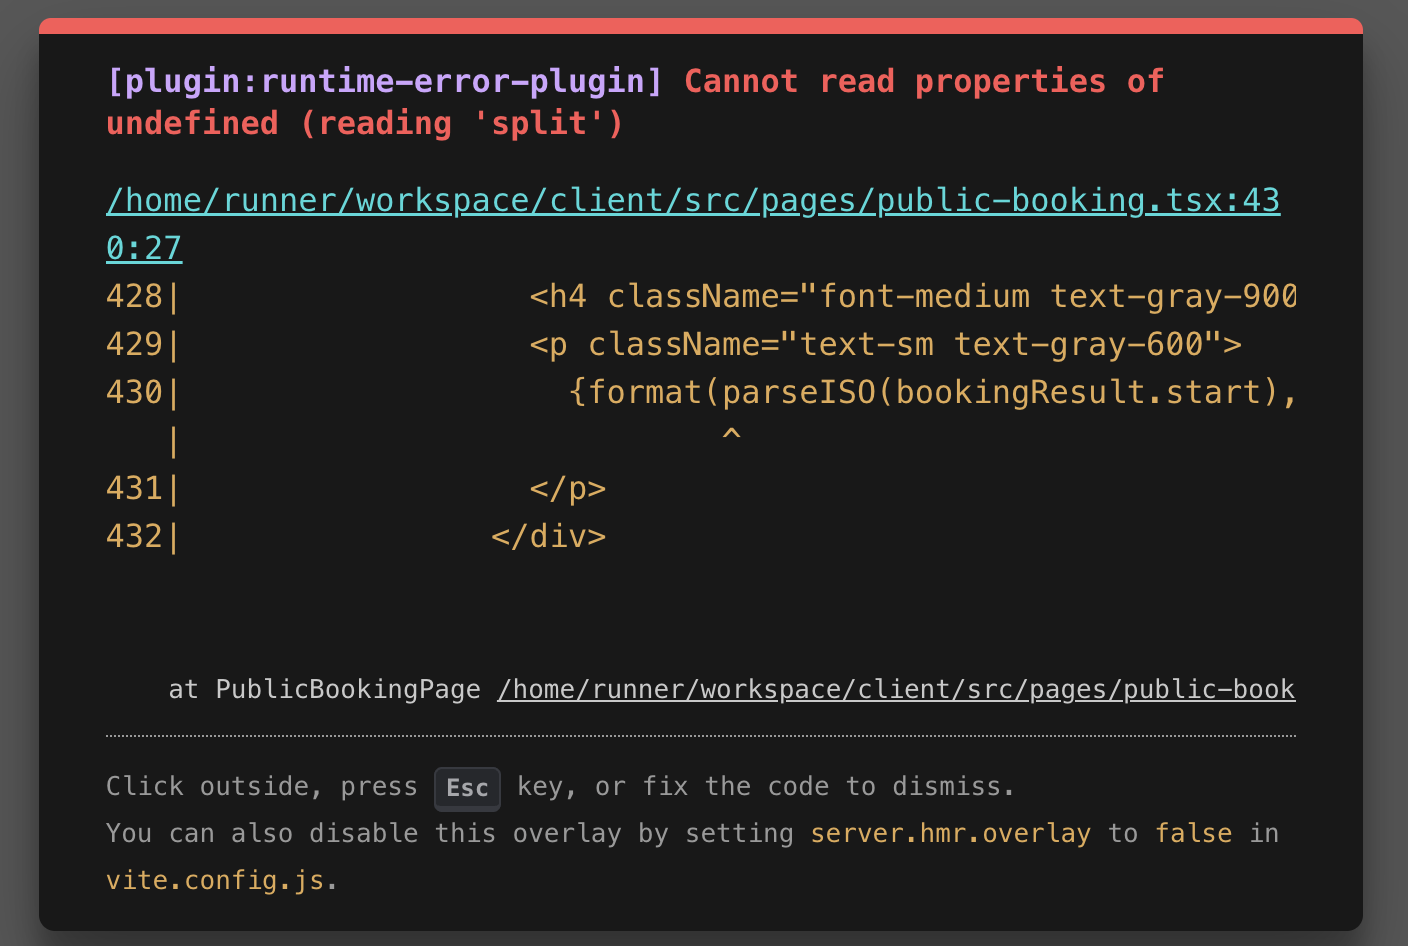 [plugin:runtime-error-plugin] Cannot read properties of
undefined (reading 'split')
/home/runner/workspace/client/src/pages/public-booking.tsx:43
0:27
428|                  <h4 className="font-medium text-gray-900
429|                  <p className="text-sm text-gray-600">
430|                    {format(parseISO(bookingResult.start),
   |                            ^
431|                  </p>
432|                </div>
at PublicBookingPage /home/runner/workspace/client/src/pages/public-book
Click outside, press Esc key, or fix the code to dismiss.
You can also disable this overlay by setting server.hmr.overlay to false in
vite.config.js.